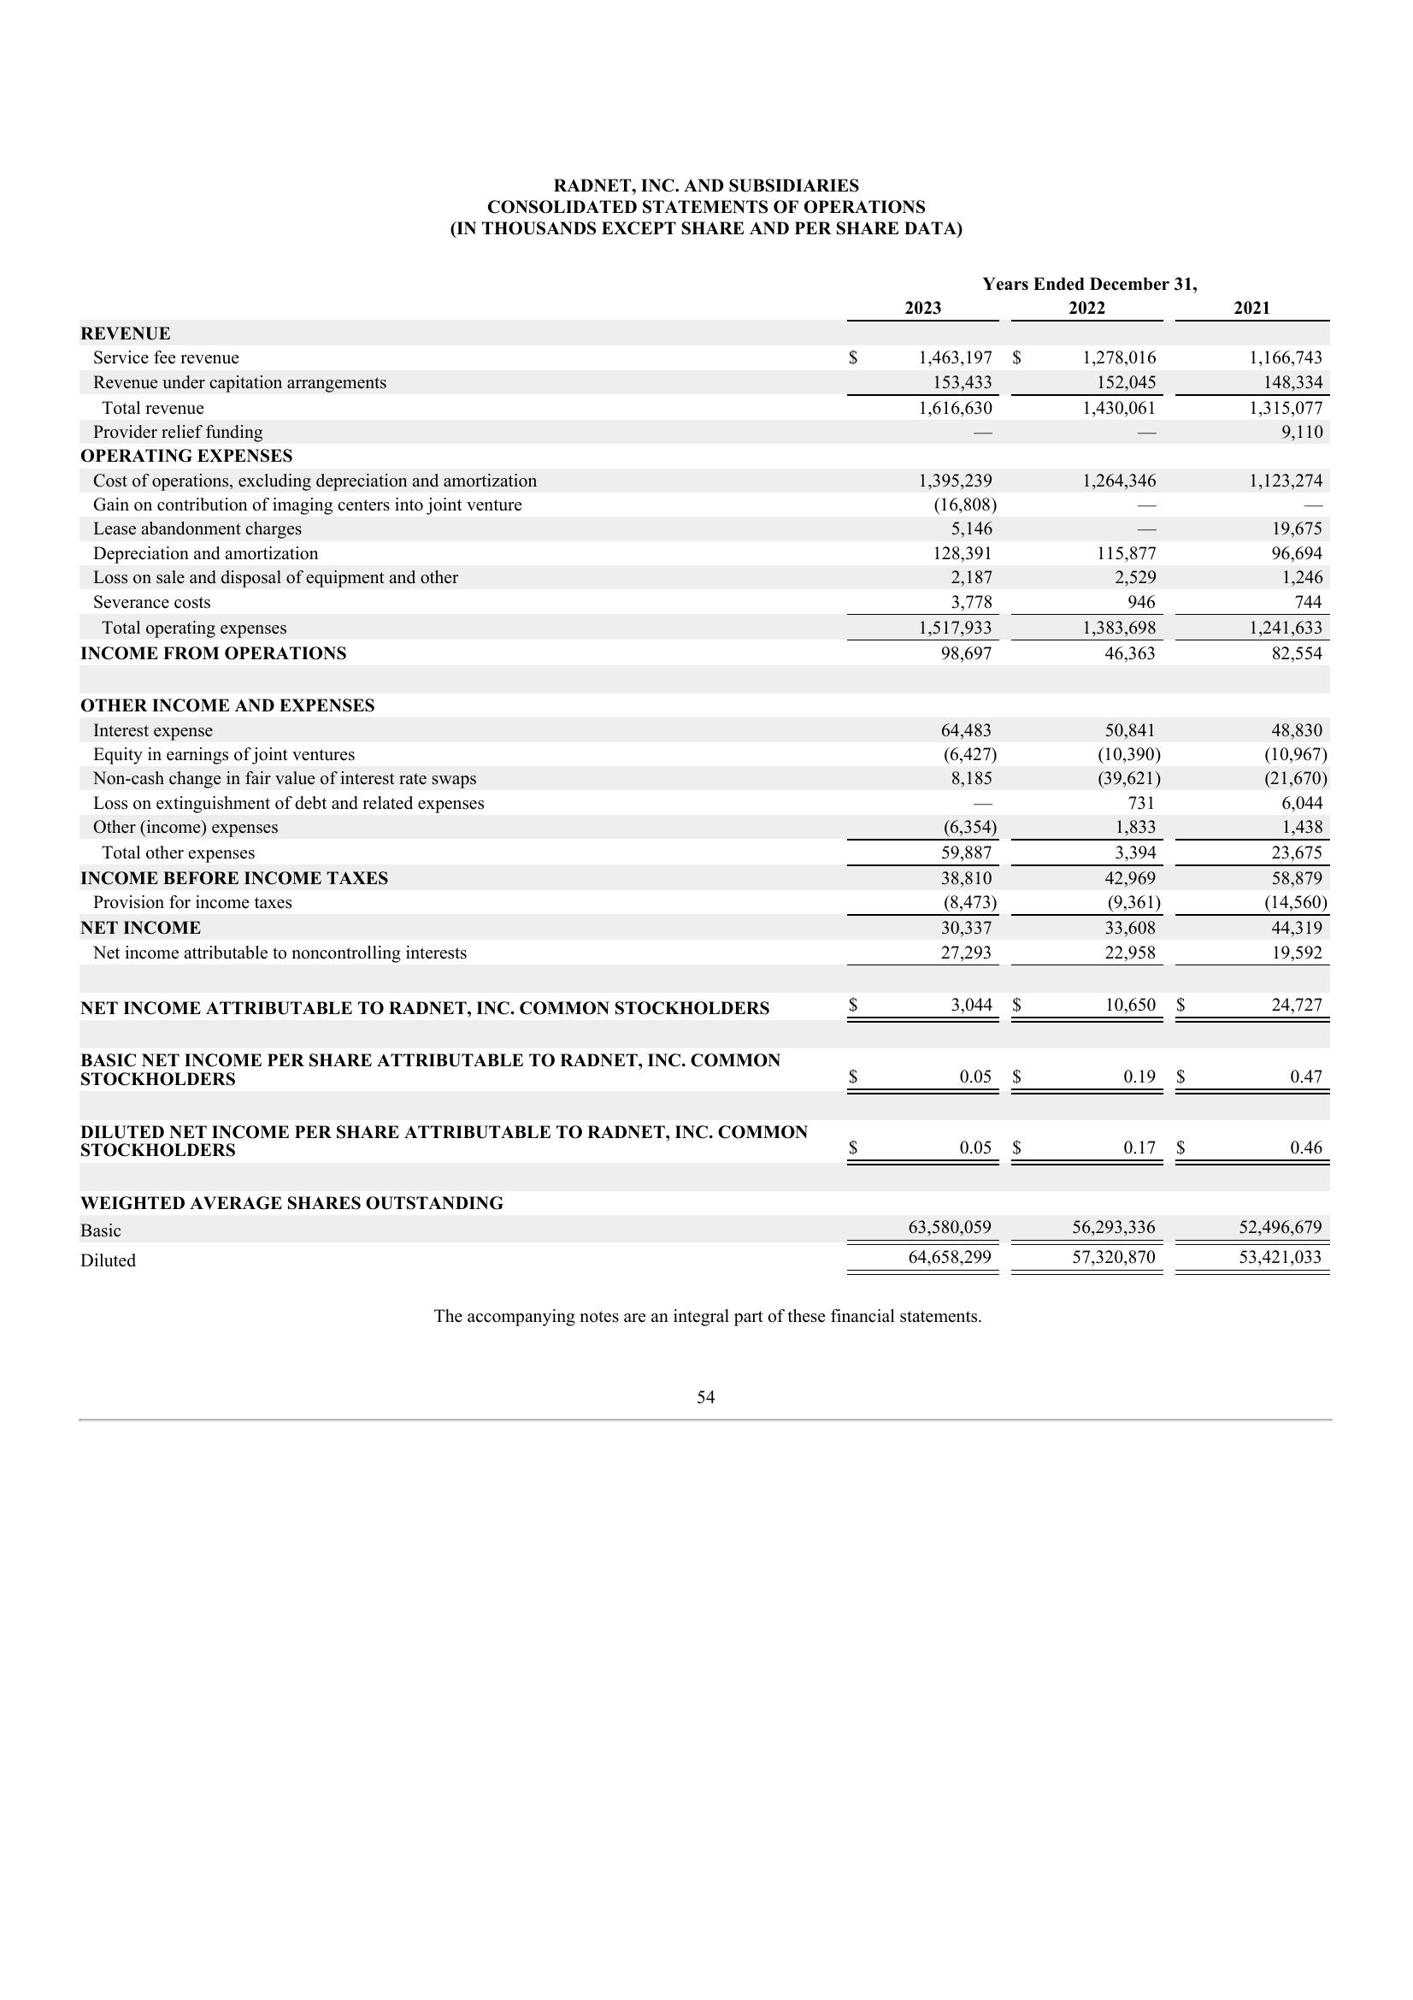 RADNET, INC. AND SUBSIDIARIES
CONSOLIDATED STATEMENTS OF OPERATIONS
(IN THOUSANDS EXCEPT SHARE AND PER SHARE DATA)
Years Ended December 31,
2023 2022 2021
REVENUE
Service fee revenue $ 1,463,197 $ 1,278,016 1,166,743
Revenue under capitation arrangements 153,433 152,045 148,334
Total revenue 1,616,630 1,430,061 1,315,077
Provider relief funding — — 9,110
OPERATING EXPENSES
Cost of operations, excluding depreciation and amortization 1,395,239 1,264,346 1,123,274
Gain on contribution of imaging centers into joint venture (16,808) — —
Lease abandonment charges 5,146 — 19,675
Depreciation and amortization 128,391 115,877 96,694
Loss on sale and disposal of equipment and other 2,187 2,529 1,246
Severance costs 3,778 946 744
Total operating expenses 1,517,933 1,383,698 1,241,633
INCOME FROM OPERATIONS 98,697 46,363 82,554
OTHER INCOME AND EXPENSES
Interest expense 64,483 50,841 48,830
Equity in earnings of joint ventures (6,427) (10,390) (10,967)
Non-cash change in fair value of interest rate swaps 8,185 (39,621) (21,670)
Loss on extinguishment of debt and related expenses — 731 6,044
Other (income) expenses (6,354) 1,833 1,438
Total other expenses 59,887 3,394 23,675
INCOME BEFORE INCOME TAXES 38,810 42,969 58,879
Provision for income taxes (8,473) (9,361) (14,560)
NET INCOME 30,337 33,608 44,319
Net income attributable to noncontrolling interests 27,293 22,958 19,592
NET INCOME ATTRIBUTABLE TO RADNET, INC. COMMON STOCKHOLDERS $ 3,044 $ 10,650 $ 24,727
BASIC NET INCOME PER SHARE ATTRIBUTABLE TO RADNET, INC. COMMON
STOCKHOLDERS $ 0.05 $ 0.19 $ 0.47
DILUTED NET INCOME PER SHARE ATTRIBUTABLE TO RADNET, INC. COMMON
STOCKHOLDERS $ 0.05 $ 0.17 $ 0.46
WEIGHTED AVERAGE SHARES OUTSTANDING
Basic 63,580,059 56,293,336 52,496,679
Diluted 64,658,299 57,320,870 53,421,033
The accompanying notes are an integral part of these financial statements.
54